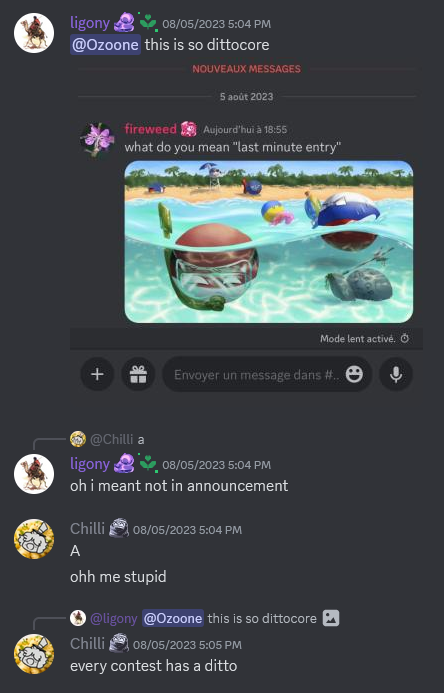 ligony 08/05/2023 5:04 PM
@Ozoone this is so dittocore
NOUVEAUX MESSAGES
5 août 2023
fireweed Aujourd'hui à 18:55
what do you mean "last minute entry"
Mode lent activé.
Envoyer un message dans #..
@Chilli a
ligony 08/05/2023 5:04 PM
oh i meant not in announcement
Chilli 08/05/2023 5:04 PM
A
ohh me stupid
@ligony @Ozoone this is so dittocore
Chilli 08/05/2023 5:05 PM
every contest has a ditto